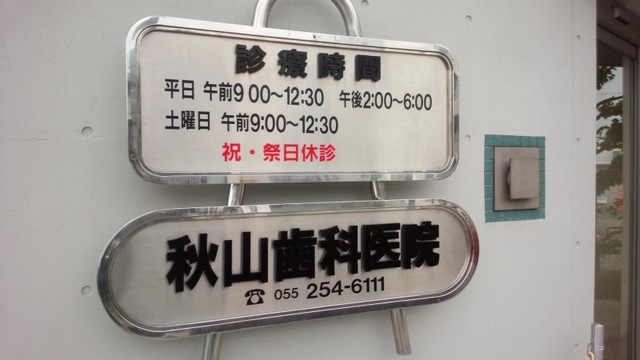 診療時間
平日 午前9 00〜12:30 午後2:00〜6:00
土曜日 午前9:00〜12:30
祝・祭日休診
秋山歯科医院
☎ 055 254-6111